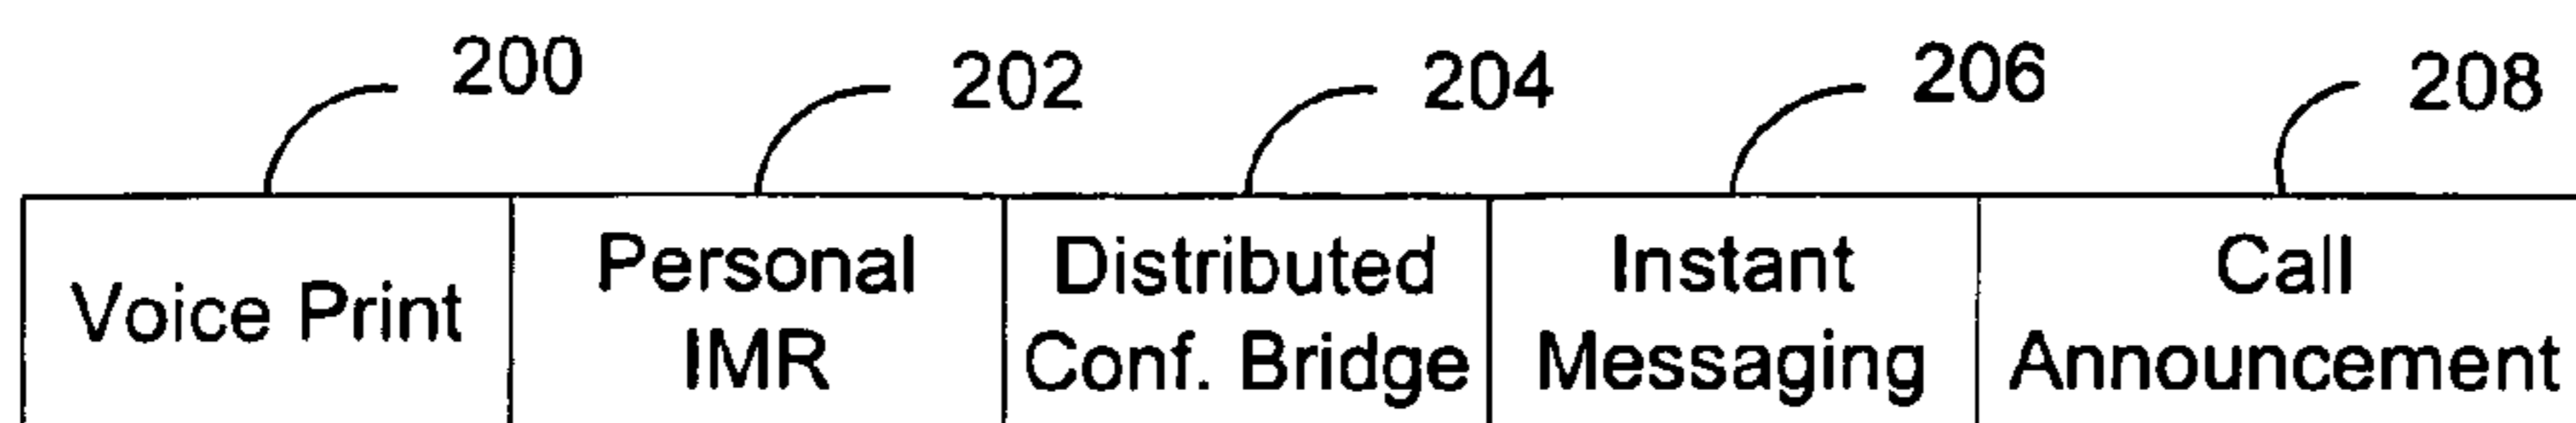 200 202 204 206 208
Voice Print
Personal
IMR
Distributed
Conf. Bridge
Instant
Messaging
Call
Announcement